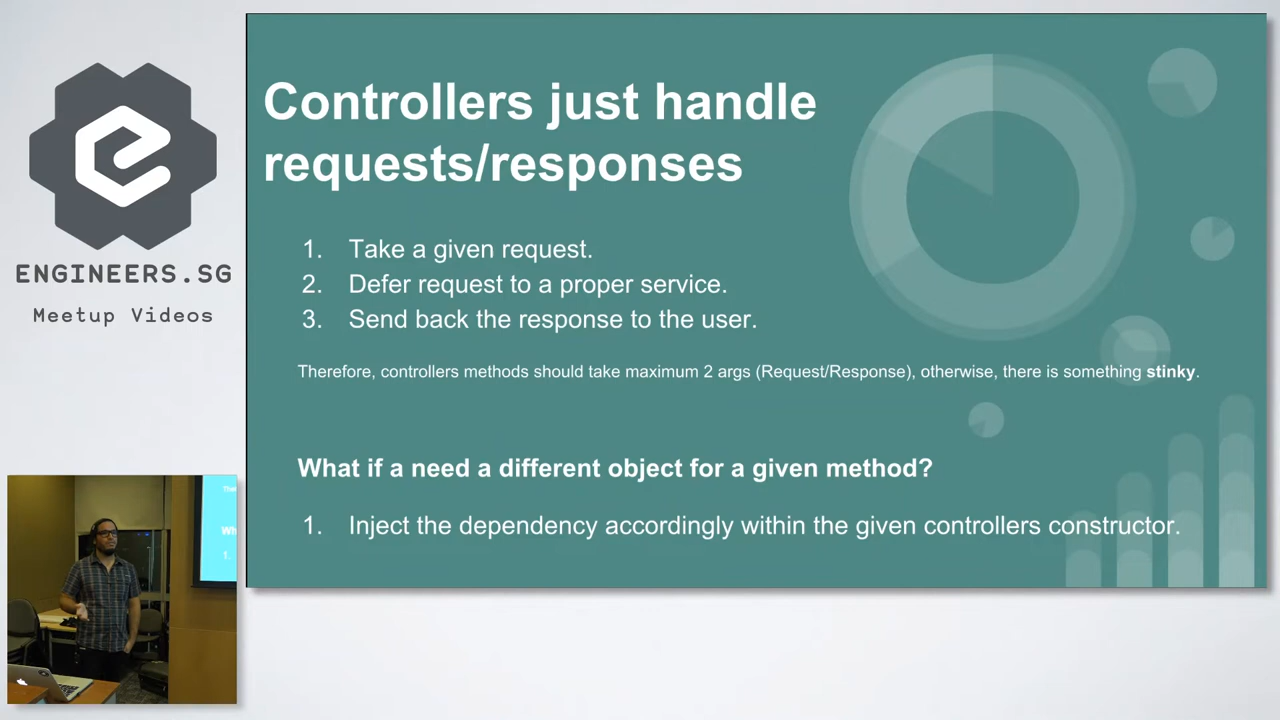 ENGINEERS.SG
Meetup Videos
Controllers just handle
requests/responses
1. Take a given request.
2. Defer request to a proper service.
3. Send back the response to the user.
Therefore, controllers methods should take maximum 2 args (Request/Response), otherwise, there is something stinky.
What if a need a different object for a given method?
1. Inject the dependency accordingly within the given controllers constructor.